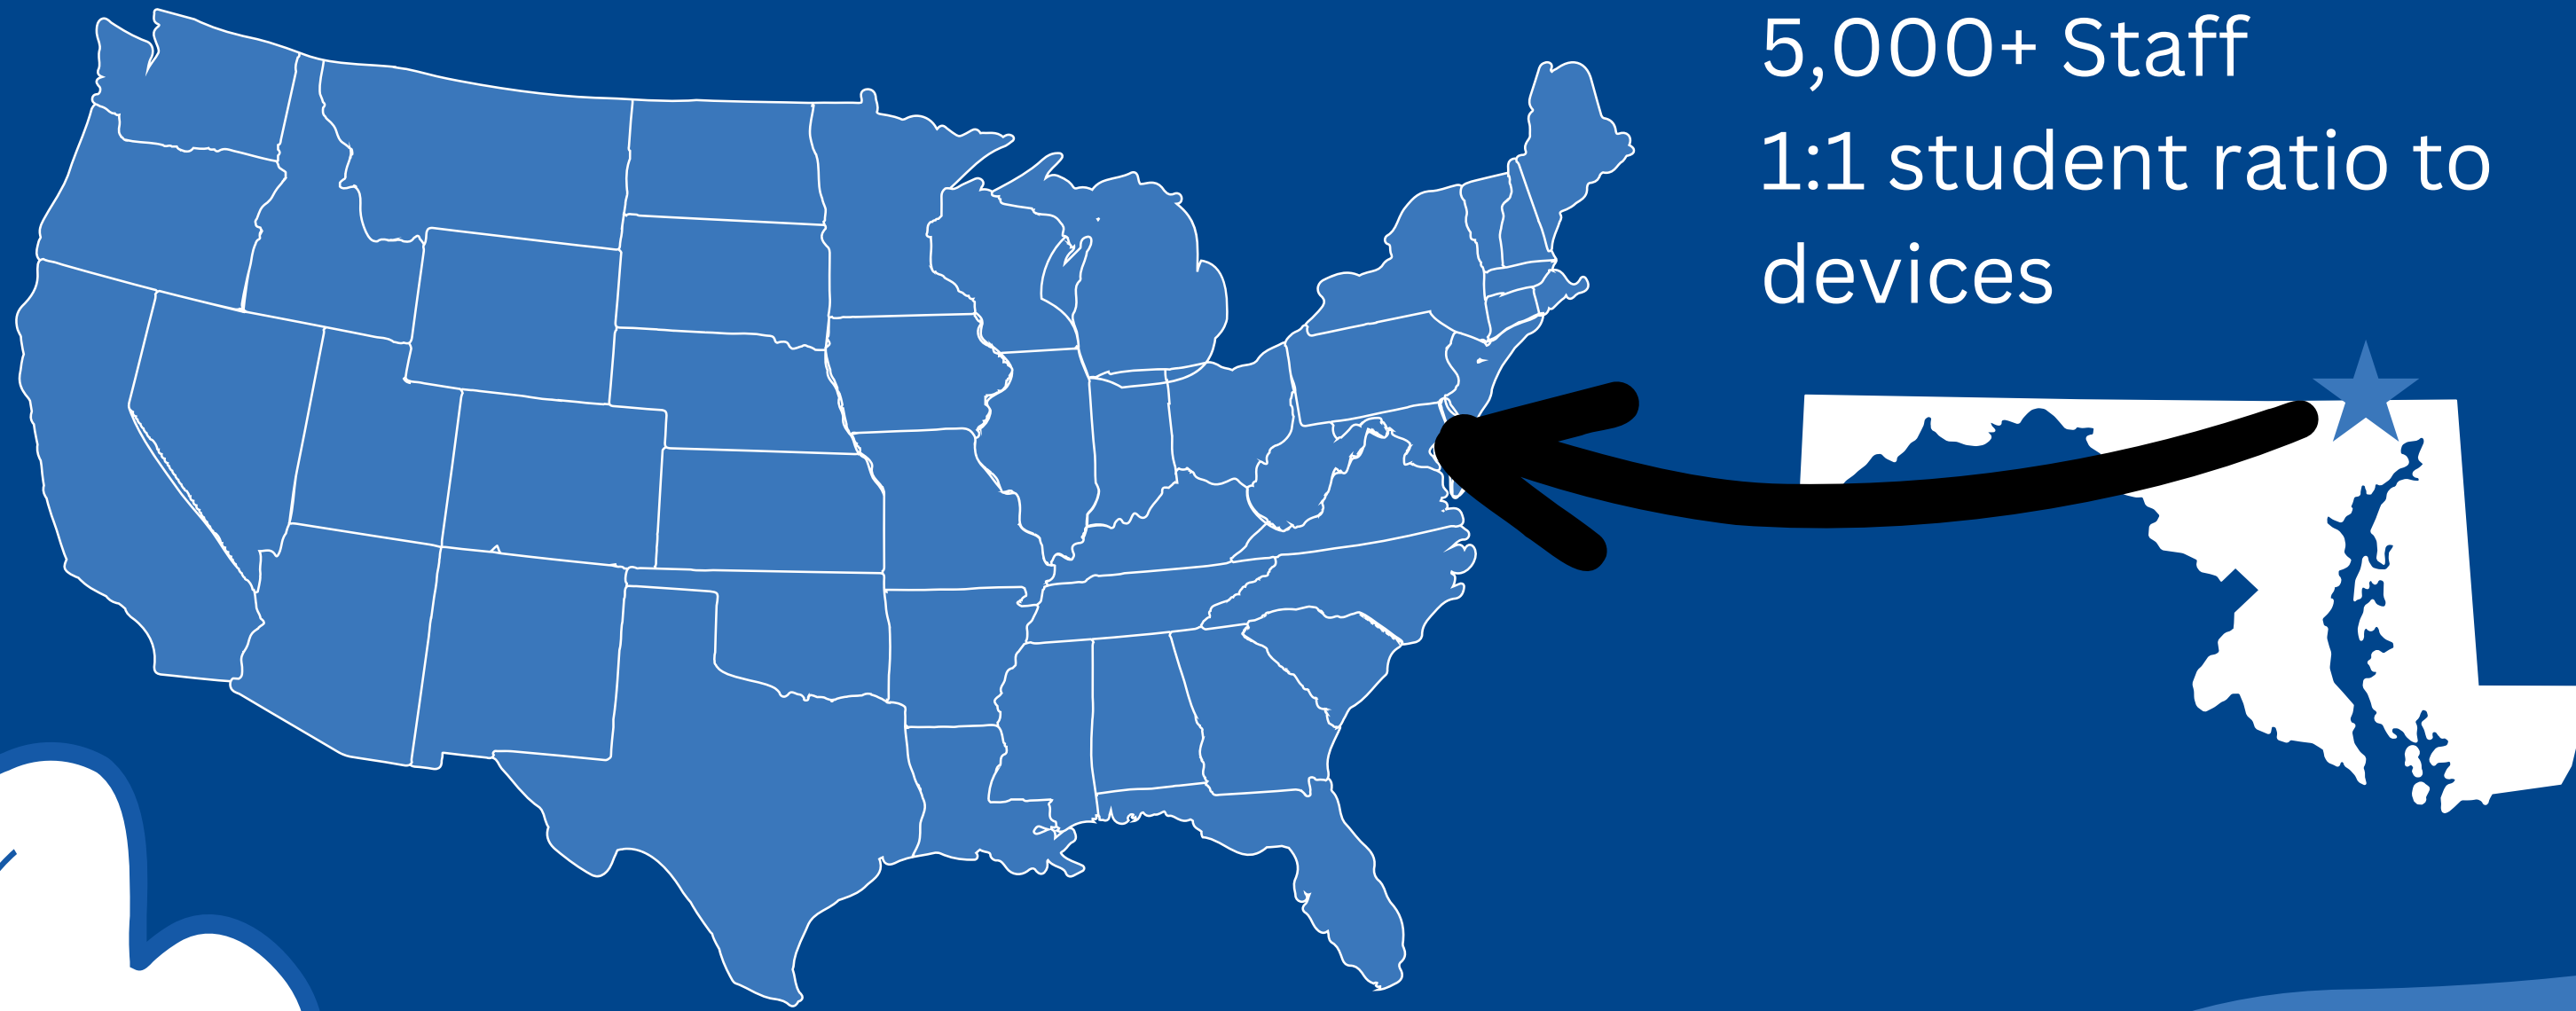 5,000+ Staff
1:1 student ratio to
devices